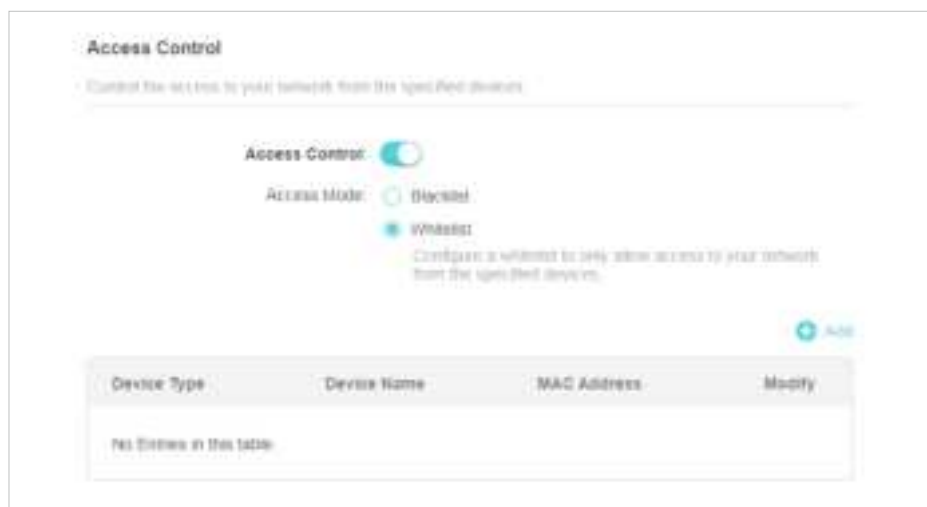 Access Control
Control the access to your network from the specified devices.
Access Control:
Access Mode:
Blacklist
Whitelist
Configure a whitelist to only allow access to your network
from the specified devices.
Add
Device Type Device Name MAC Address Modify
No Entries in this table.